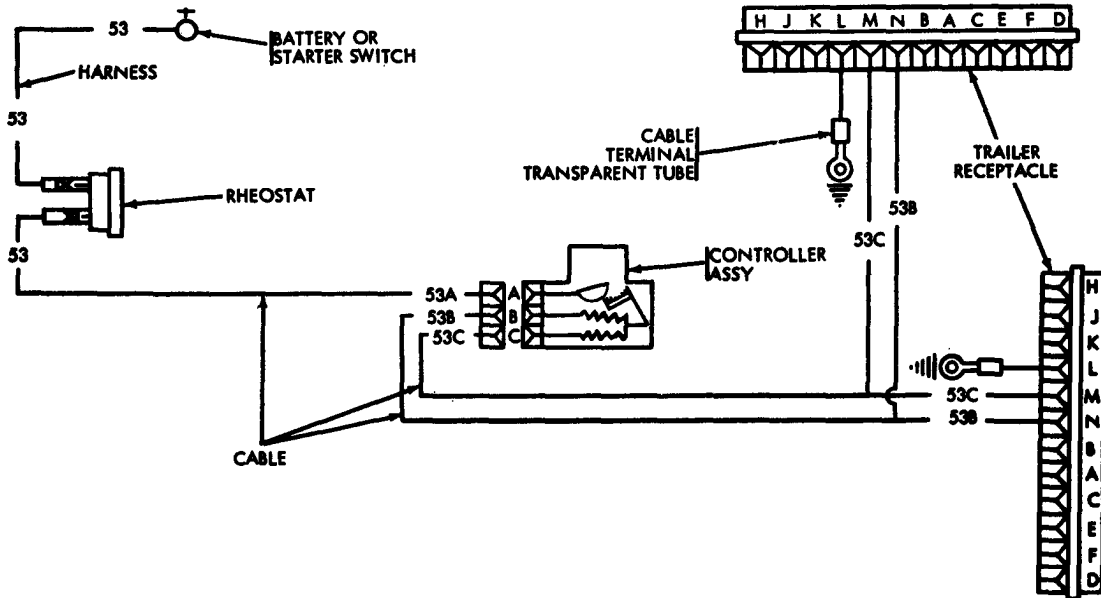 53
BATTERY OR
STARTER SWITCH
HARNESS
53
RHEOSTAT
53
H J K L M N B A C E F D
CABLE
TERMINAL
TRANSPARENT TUBE
TRAILER
RECEPTACLE
53B
53C
CONTROLLER
ASSY
53A A
53B B
53C C
CABLE
53C
53B
H
J
K
L
M
N
B
A
C
E
F
D